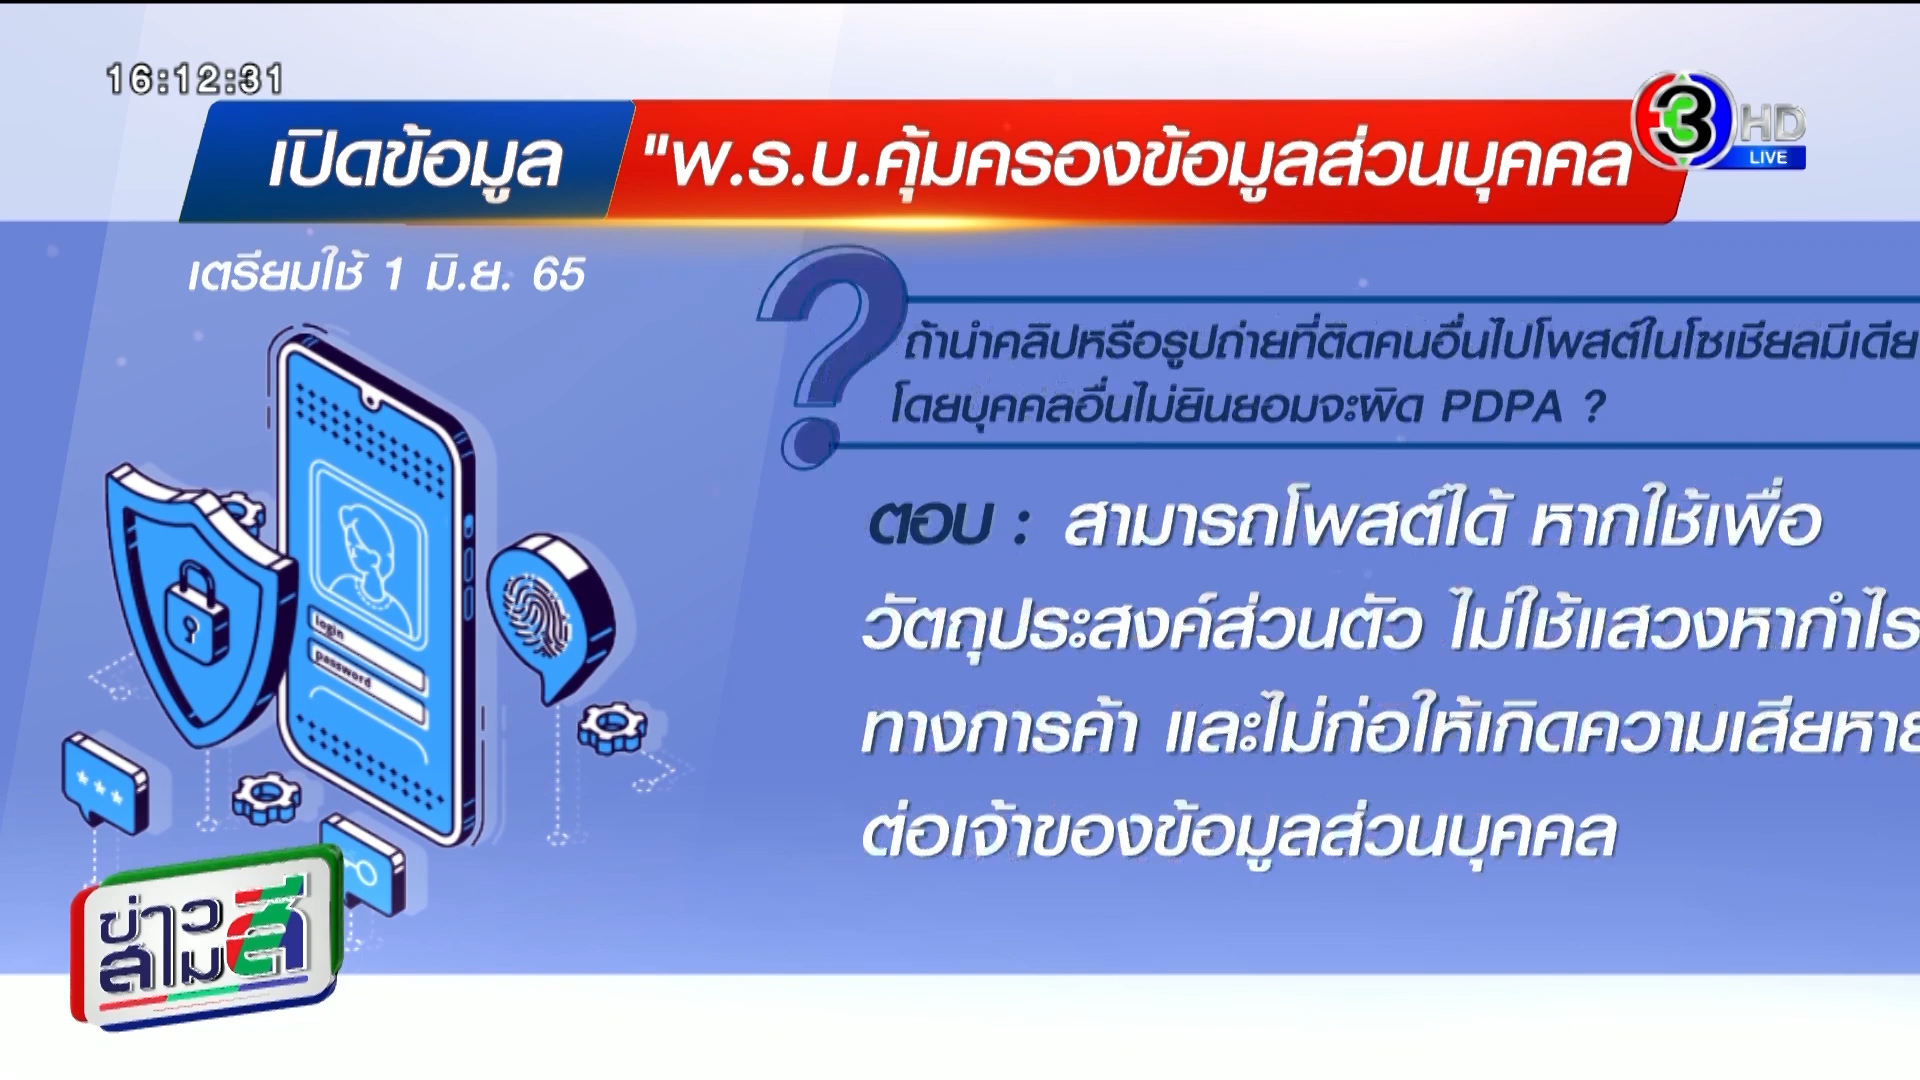 16:12:31
เปิดข้อมูล "พ.ร.บ.คุ้มครองข้อมูลส่วนบุคคล
3 HD
LIVE
เตรียมใช้ 1 มิ.ย. 65
?
ถ้านำคลิปหรือรูปถ่ายที่ติดคนอื่นไปโพสต์ในโซเชียลมีเดีย
โดยบุคคลอื่นไม่ยินยอมจะผิด PDPA ?
ตอบ : สามารถโพสต์ได้ หากใช้เพื่อ
วัตถุประสงค์ส่วนตัว ไม่ใช้แสวงหากำไร
ทางการค้า และไม่ก่อให้เกิดความเสียหาย
ต่อเจ้าของข้อมูลส่วนบุคคล
login
password
***
ข่าว
สามสี